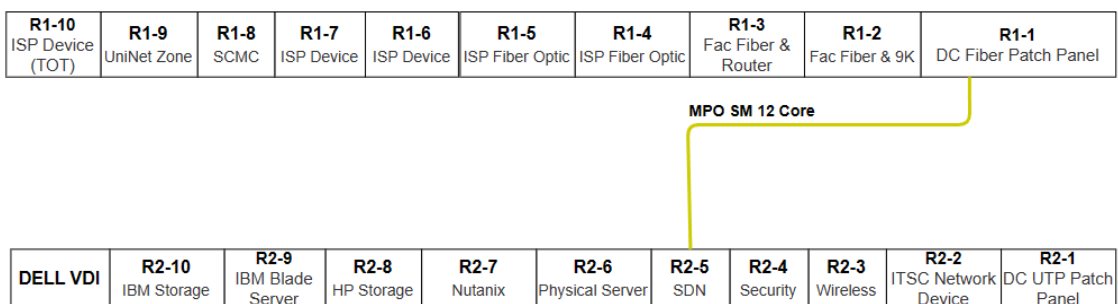 R1-10
ISP Device
(TOT)
R1-9
UniNet Zone
R1-8
SCMC
R1-7
ISP Device
R1-6
ISP Device
R1-5
ISP Fiber Optic
R1-4
ISP Fiber Optic
R1-3
Fac Fiber &
Router
R1-2
Fac Fiber & 9K
R1-1
DC Fiber Patch Panel
MPO SM 12 Core
DELL VDI
R2-10
IBM Storage
R2-9
IBM Blade
Server
R2-8
HP Storage
R2-7
Nutanix
R2-6
Physical Server
R2-5
SDN
R2-4
Security
R2-3
Wireless
R2-2
ITSC Network
Device
R2-1
DC UTP Patch
Panel